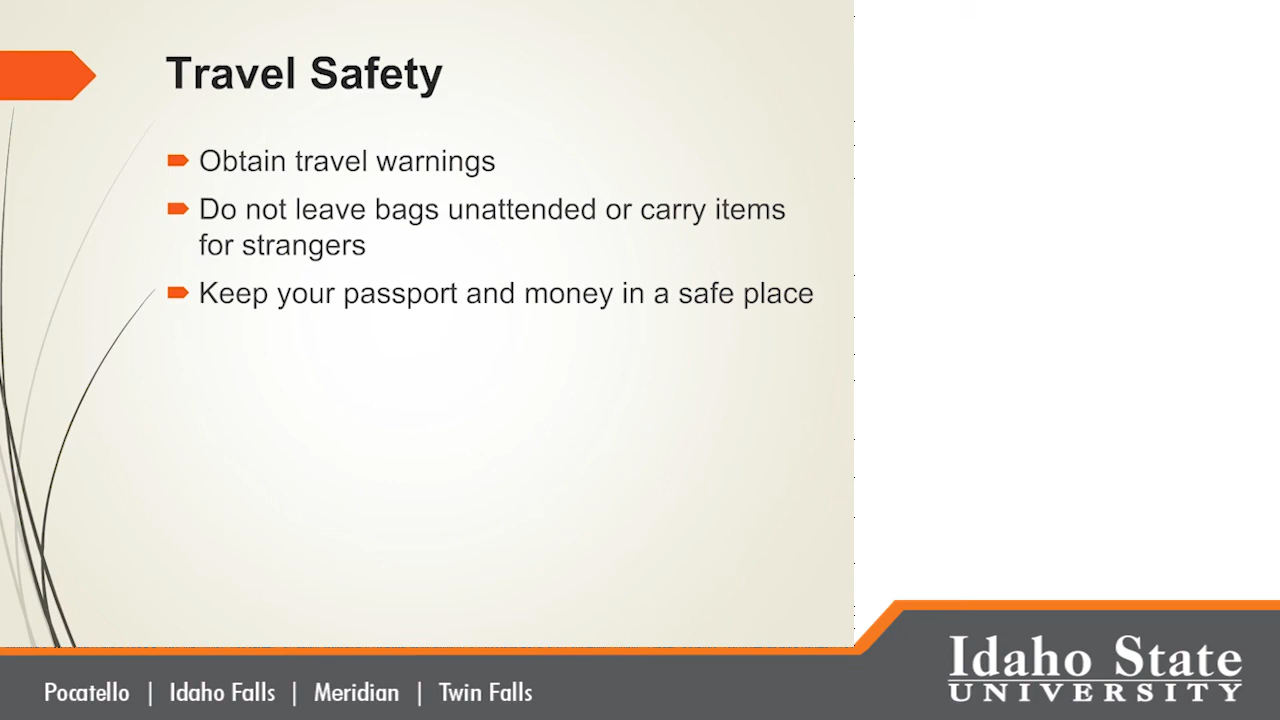 Travel Safety
Obtain travel warnings
Do not leave bags unattended or carry items
for strangers
Keep your passport and money in a safe place
Pocatello | Idaho Falls | Meridian | Twin Falls
Idaho State
UNIVERSITY